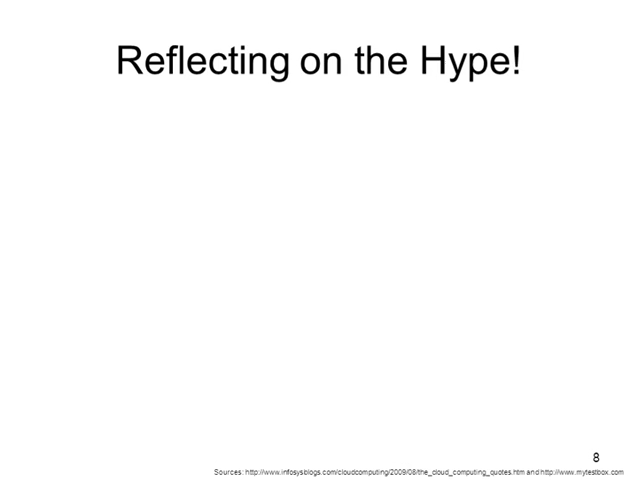 Reflecting on the Hype!
8
Sources: http://www.infosysblogs.com/cloudcomputing/2009/08/the_cloud_computing_quotes.htm and http://www.mytestbox.com